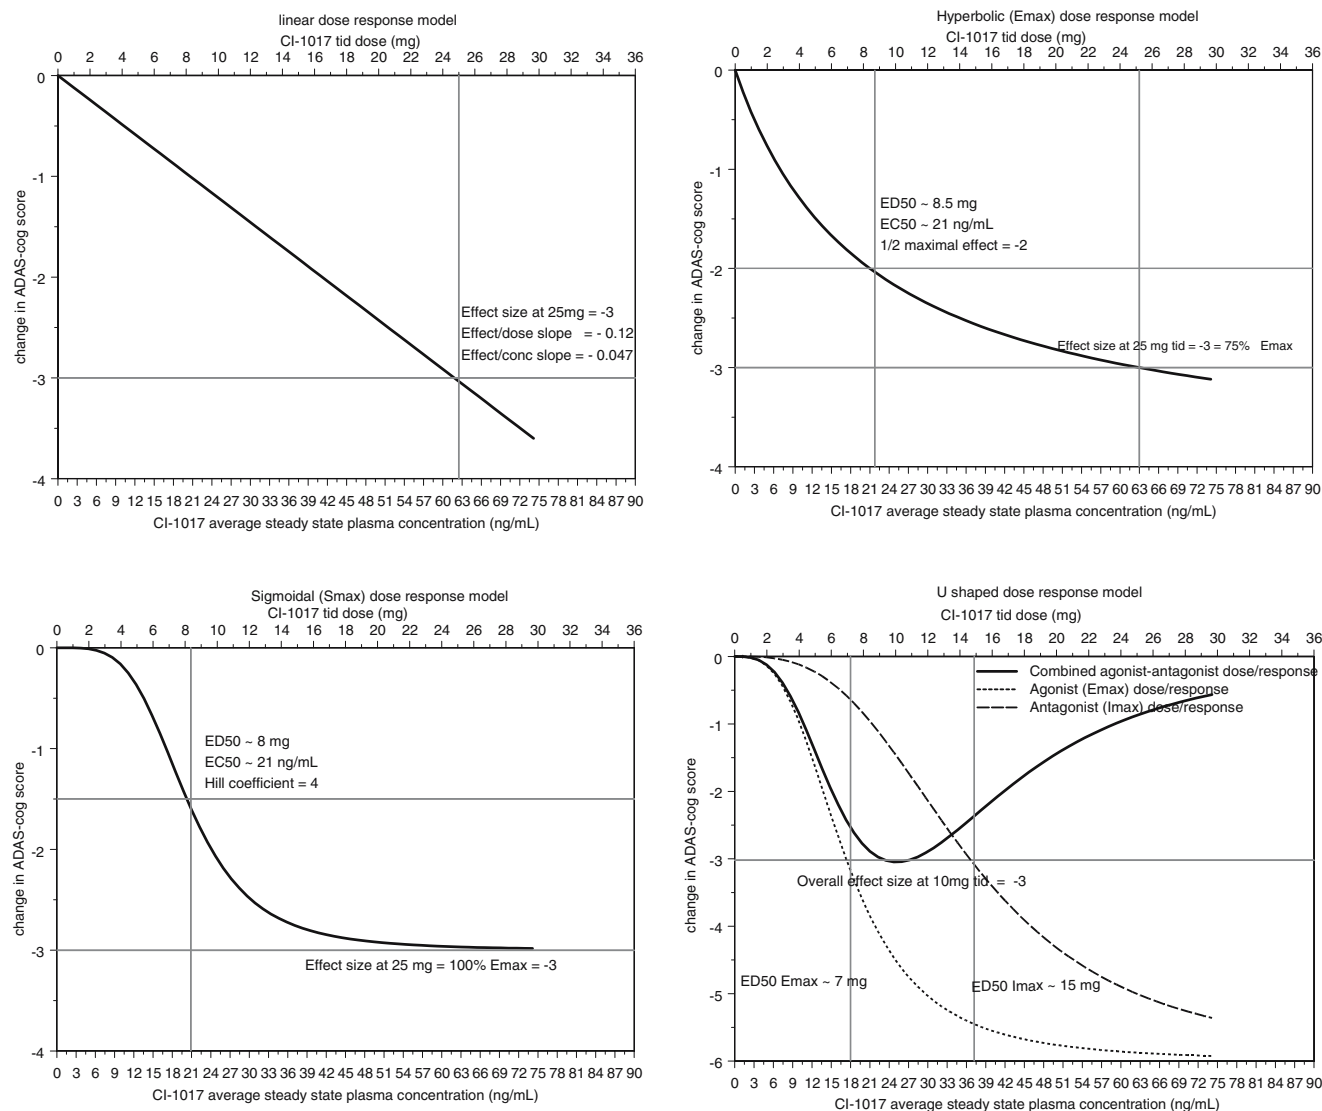 linear dose response model
CI-1017 tid dose (mg)
0 2 4 6 8 10 12 14 16 18 20 22 24 26 28 30 32 34 36
change in ADAS-cog score
0
-1
-2
-3
-4
Effect size at 25mg = -3
Effect/dose slope = - 0.12
Effect/conc slope = - 0.047
0 3 6 9 12 15 18 21 24 27 30 33 36 39 42 45 48 51 54 57 60 63 66 69 72 75 78 81 84 87 90
CI-1017 average steady state plasma concentration (ng/mL)
Hyperbolic (Emax) dose response model
CI-1017 tid dose (mg)
0 2 4 6 8 10 12 14 16 18 20 22 24 26 28 30 32 34 36
change in ADAS-cog score
0
-1
-2
-3
-4
ED50 ~ 8.5 mg
EC50 ~ 21 ng/mL
1/2 maximal effect = -2
Effect size at 25 mg tid = -3 = 75% Emax
0 3 6 9 12 15 18 21 24 27 30 33 36 39 42 45 48 51 54 57 60 63 66 69 72 75 78 81 84 87 90
CI-1017 average steady state plasma concentration (ng/mL)
Sigmoidal (Smax) dose response model
CI-1017 tid dose (mg)
0 2 4 6 8 10 12 14 16 18 20 22 24 26 28 30 32 34 36
change in ADAS-cog score
0
-1
-2
-3
-4
ED50 ~ 8 mg
EC50 ~ 21 ng/mL
Hill coefficient = 4
Effect size at 25 mg = 100% Emax = -3
0 3 6 9 12 15 18 21 24 27 30 33 36 39 42 45 48 51 54 57 60 63 66 69 72 75 78 81 84 87 90
CI-1017 average steady state plasma concentration (ng/mL)
U shaped dose response model
CI-1017 tid dose (mg)
0 2 4 6 8 10 12 14 16 18 20 22 24 26 28 30 32 34 36
change in ADAS-cog score
0
-1
-2
-3
-4
-5
-6
Combined agonist-antagonist dose/response
Agonist (Emax) dose/response
Antagonist (Imax) dose/response
Overall effect size at 10mg tid = -3
ED50 Emax ~ 7 mg
ED50 Imax ~ 15 mg
0 3 6 9 12 15 18 21 24 27 30 33 36 39 42 45 48 51 54 57 60 63 66 69 72 75 78 81 84 87 90
CI-1017 average steady state plasma concentration (ng/mL)